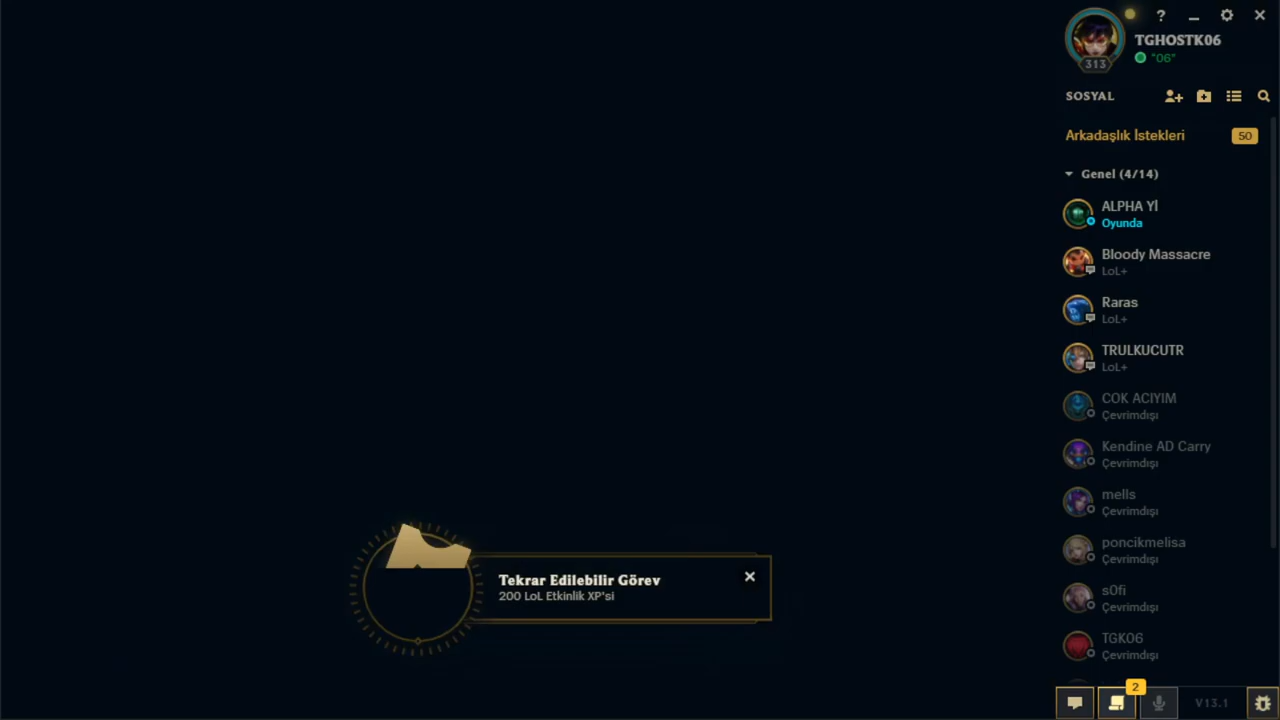 ?
TGHOSTK06
313
"06"
SOSYAL
Arkadaşlık İstekleri
50
Genel (4/14)
ALPHA Yİ
Oyunda
Bloody Massacre
LoL+
Raras
LoL+
TRULKUCUTR
LoL+
COK ACIYIM
Çevrimdışı
Kendine AD Carry
Çevrimdışı
mells
Çevrimdışı
poncikmelisa
Çevrimdışı
s0fi
Çevrimdışı
TGK06
Çevrimdışı
Tekrar Edilebilir Görev
200 LoL Etkinlik XP'si
2
V13.1